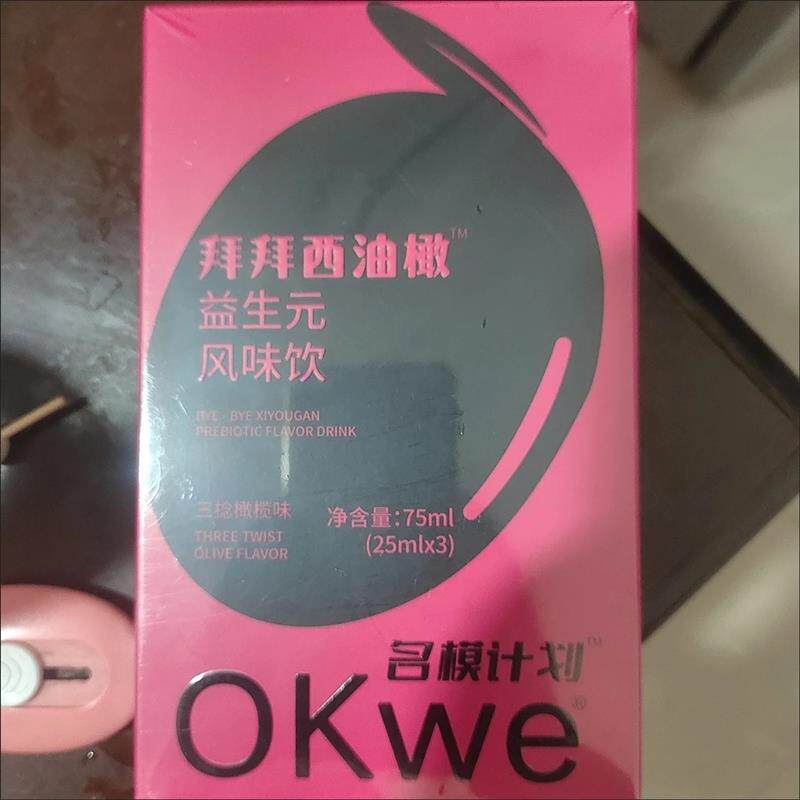 拜拜西油橄™
益生元
风味饮
BYE - BYE XIYOUGAN
PREBIOTIC FLAVOR DRINK
三捻橄榄味
THREE TWIST
OLIVE FLAVOR
净含量:75ml
(25mlx3)
名模计划™
OKwe®